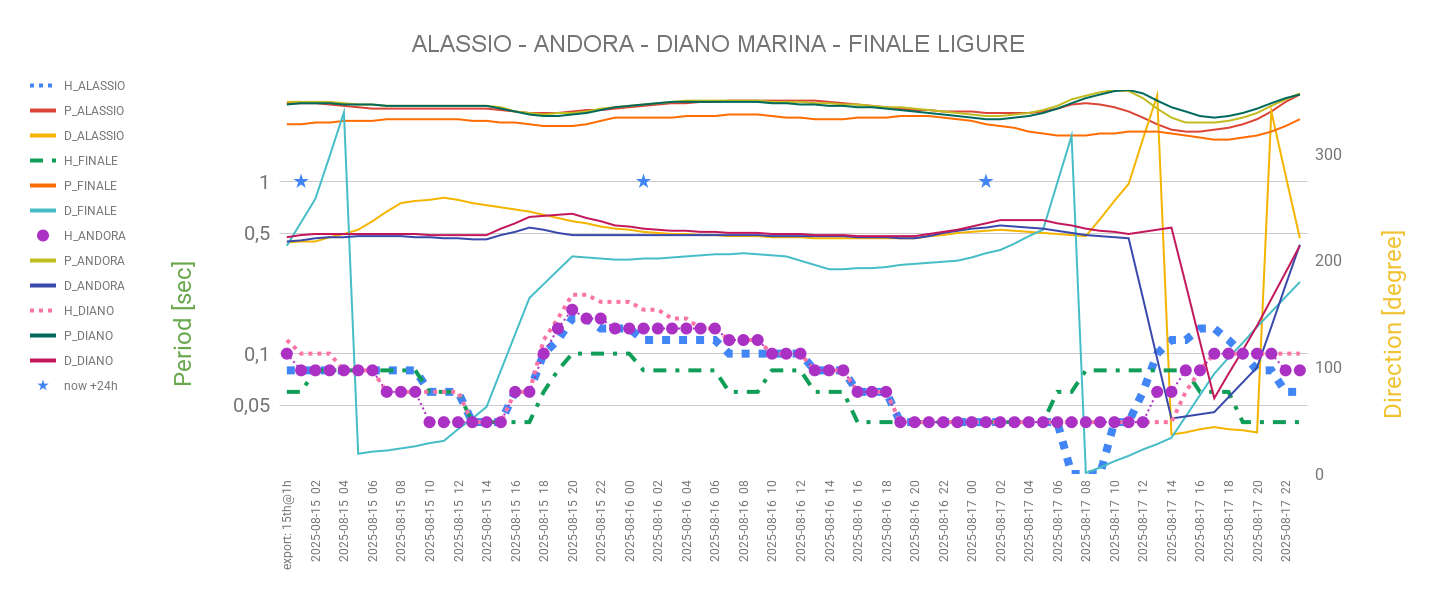 ALASSIO - ANDORA - DIANO MARINA - FINALE LIGURE
H_ALASSIO
P_ALASSIO
D_ALASSIO
H_FINALE
P_FINALE
D_FINALE
H_ANDORA
P_ANDORA
D_ANDORA
H_DIANO
P_DIANO
D_DIANO
now +24h
Period [sec]
1
0,5
0,1
0,05
300
200
100
0
Direction [degree]
export: 15th@1h
2025-08-15 02
2025-08-15 04
2025-08-15 06
2025-08-15 08
2025-08-15 10
2025-08-15 12
2025-08-15 14
2025-08-15 16
2025-08-15 18
2025-08-15 20
2025-08-15 22
2025-08-16 00
2025-08-16 02
2025-08-16 04
2025-08-16 06
2025-08-16 08
2025-08-16 10
2025-08-16 12
2025-08-16 14
2025-08-16 16
2025-08-16 18
2025-08-16 20
2025-08-16 22
2025-08-17 00
2025-08-17 02
2025-08-17 04
2025-08-17 06
2025-08-17 08
2025-08-17 10
2025-08-17 12
2025-08-17 14
2025-08-17 16
2025-08-17 18
2025-08-17 20
2025-08-17 22